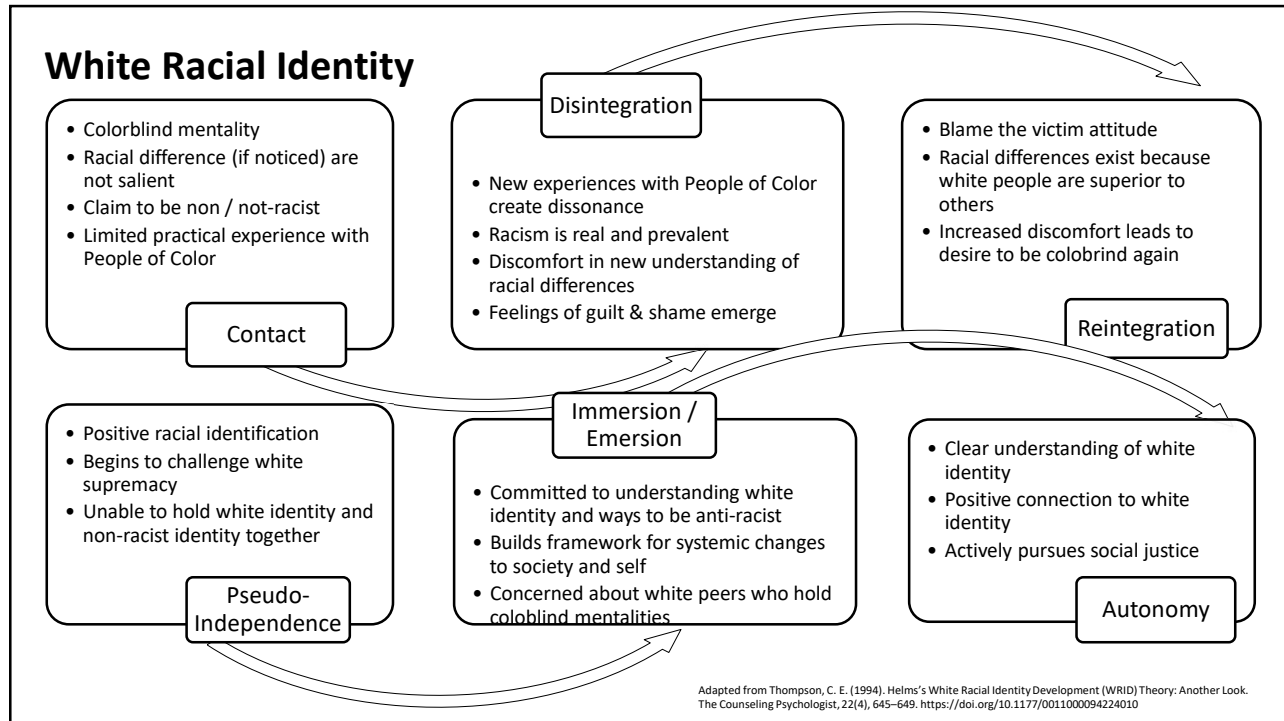 White Racial Identity
• Colorblind mentality
• Racial difference (if noticed) are
not salient
• Claim to be non / not-racist
• Limited practical experience with
People of Color
Contact
Disintegration
• New experiences with People of Color
create dissonance
• Racism is real and prevalent
• Discomfort in new understanding of
racial differences
• Feelings of guilt & shame emerge
• Blame the victim attitude
• Racial differences exist because
white people are superior to
others
• Increased discomfort leads to
desire to be colobrind again
Reintegration
• Positive racial identification
• Begins to challenge white
supremacy
• Unable to hold white identity and
non-racist identity together
Pseudo-
Independence
Immersion /
Emersion
• Committed to understanding white
identity and ways to be anti-racist
• Builds framework for systemic changes
to society and self
• Concerned about white peers who hold
coloblind mentalities
• Clear understanding of white
identity
• Positive connection to white
identity
• Actively pursues social justice
Autonomy
Adapted from Thompson, C. E. (1994). Helms's White Racial Identity Development (WRID) Theory: Another Look.
The Counseling Psychologist, 22(4), 645–649. https://doi.org/10.1177/0011000094224010